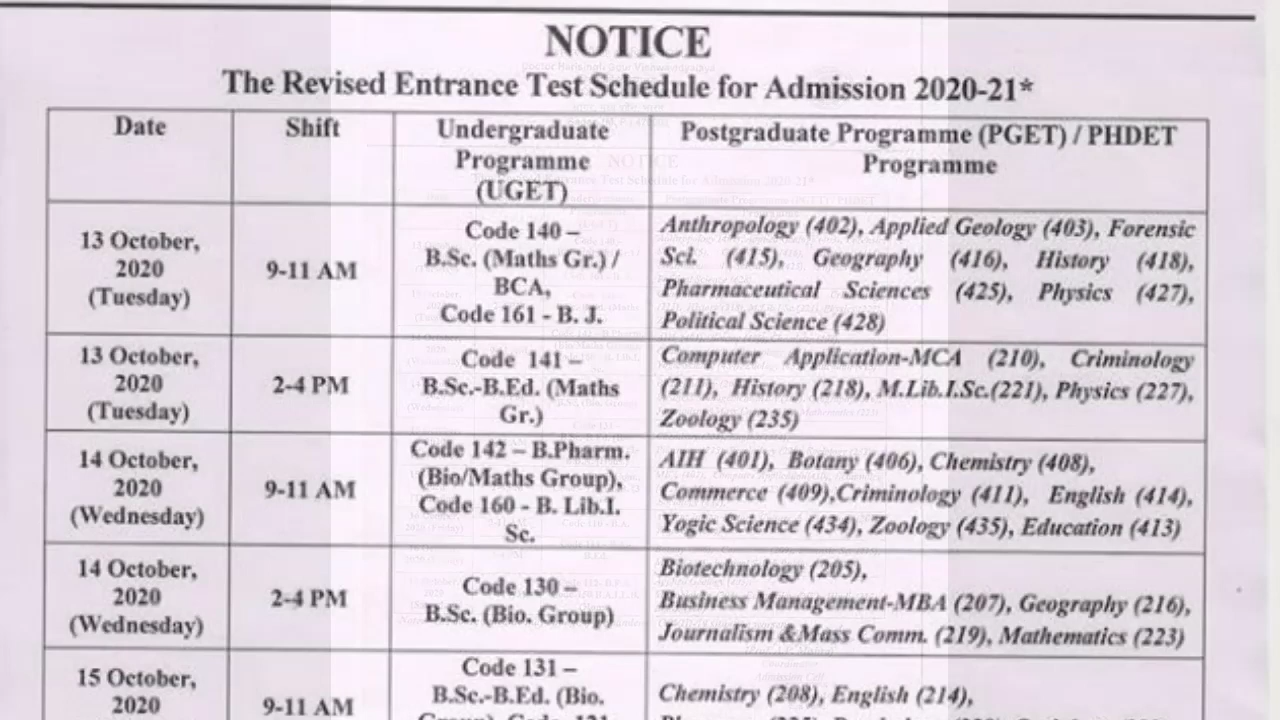 NOTICE
The Revised Entrance Test Schedule for Admission 2020-21*
Date Shift Undergraduate Programme (UGET) Postgraduate Programme (PGET) / PHDET Programme
13 October,
2020
(Tuesday)
9-11 AM
Code 140 –
B.Sc. (Maths Gr.) /
BCA,
Code 161 - B. J.
Anthropology (402), Applied Geology (403), Forensic
Sci. (415), Geography (416), History (418),
Pharmaceutical Sciences (425), Physics (427),
Political Science (428)
13 October,
2020
(Tuesday)
2-4 PM
Code 141 –
B.Sc.-B.Ed. (Maths
Gr.)
Computer Application-MCA (210), Criminology
(211), History (218), M.Lib.I.Sc.(221), Physics (227),
Zoology (235)
14 October,
2020
(Wednesday)
9-11 AM
Code 142 – B.Pharm.
(Bio/Maths Group),
Code 160 - B. Lib.I.
Sc.
AIH (401), Botany (406), Chemistry (408),
Commerce (409),Criminology (411), English (414),
Yogic Science (434), Zoology (435), Education (413)
14 October,
2020
(Wednesday)
2-4 PM
Code 130 –
B.Sc. (Bio. Group)
Biotechnology (205),
Business Management-MBA (207), Geography (216),
Journalism &Mass Comm. (219), Mathematics (223)
15 October,
2020
9-11 AM
Code 131 –
B.Sc.-B.Ed. (Bio.
Chemistry (208), English (214),